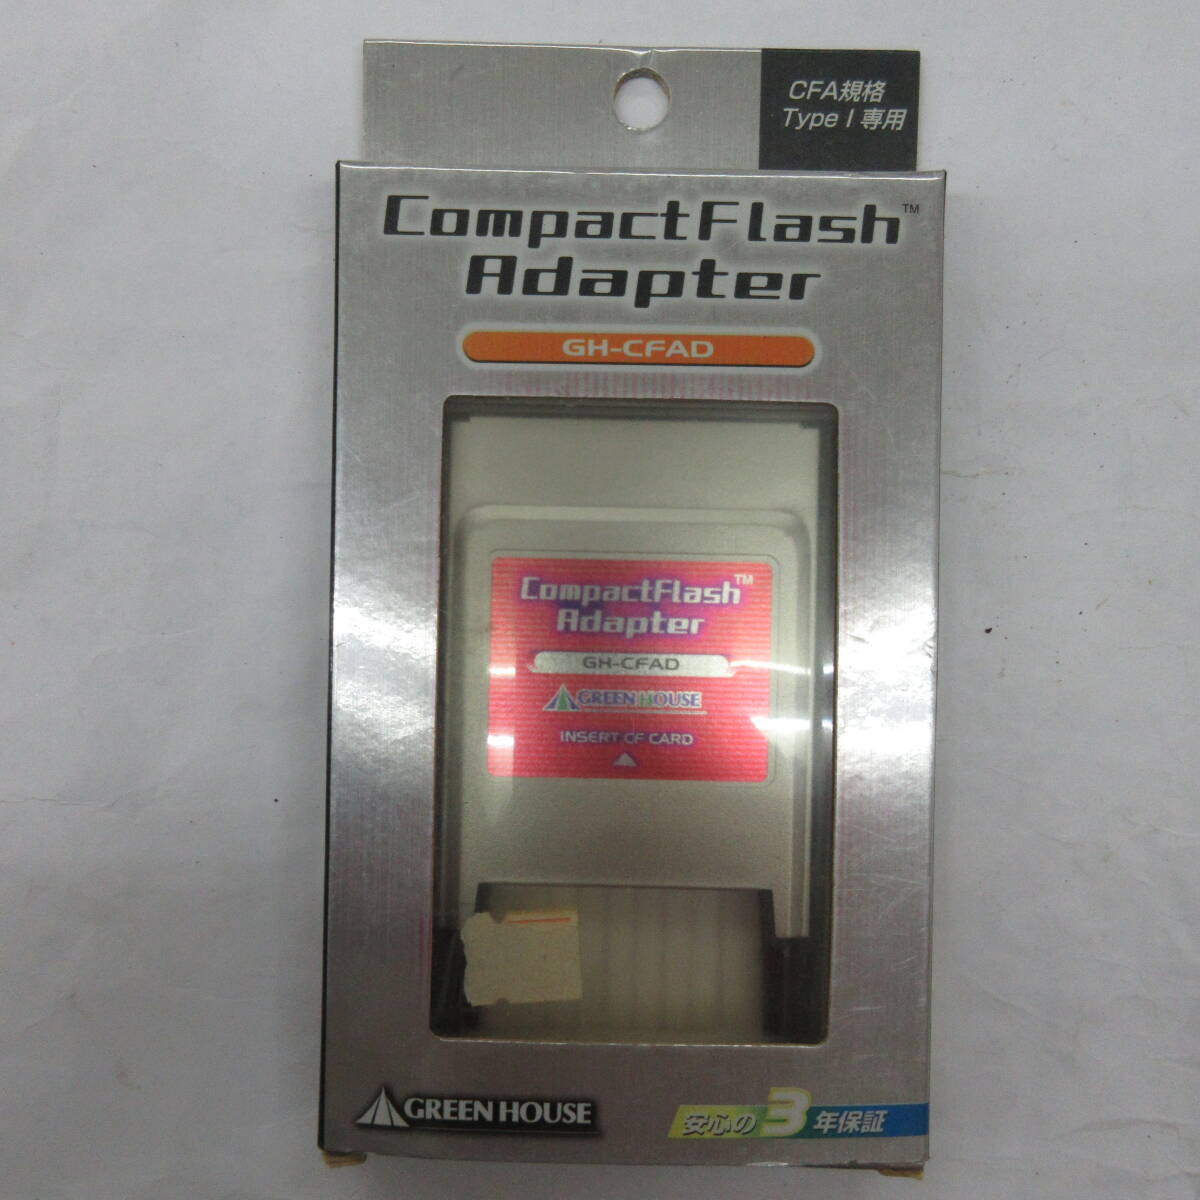 CFA規格
Type I 専用
CompactFlash™
Adapter
GH-CFAD
CompactFlash™
Adapter
GH-CFAD
GREEN HOUSE
INSERT CF CARD
GREEN HOUSE
安心の3年保証